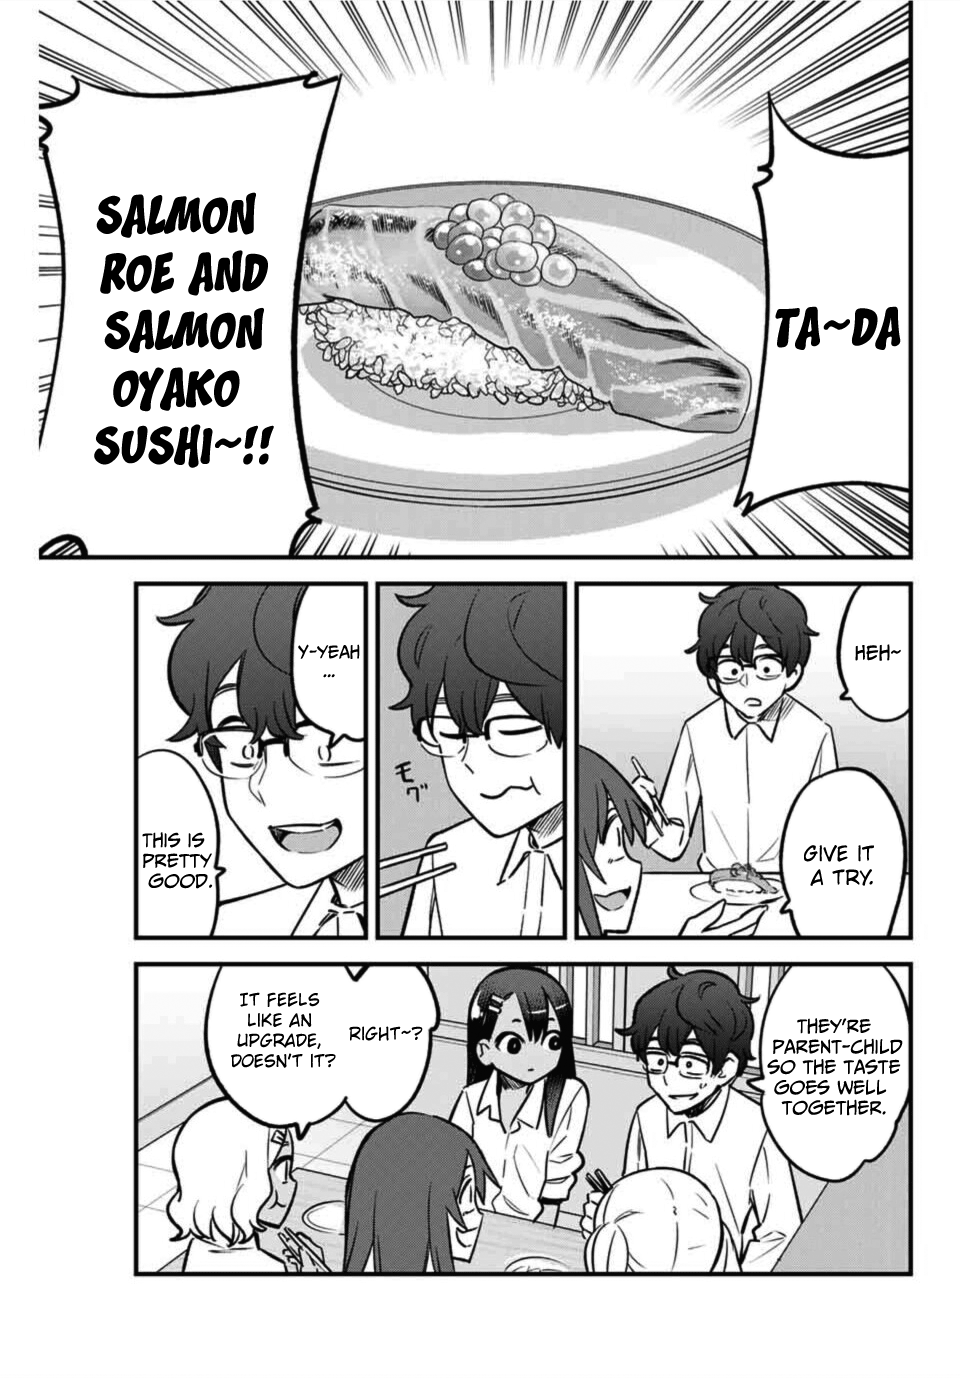 TA~DA
SALMON
ROE AND
SALMON
OYAKO
SUSHI~!!
HEH~
GIVE IT
A TRY.
モグ
Y-YEAH
...
THIS IS
PRETTY
GOOD.
THEY'RE
PARENT-CHILD
SO THE TASTE
GOES WELL
TOGETHER.
RIGHT~?
IT FEELS
LIKE AN
UPGRADE,
DOESN'T IT?